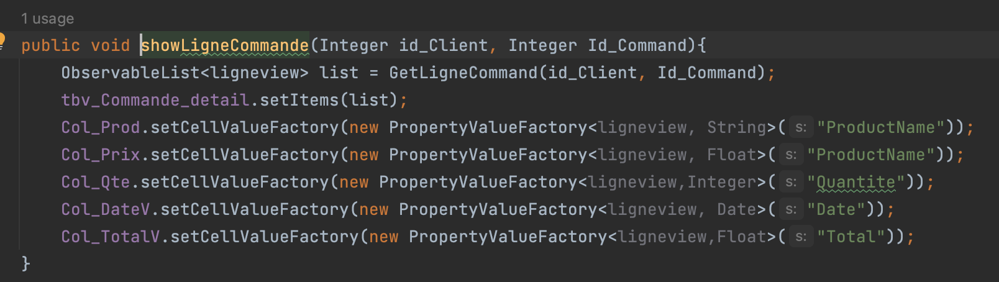 1 usage
public void showLigneCommande(Integer id_Client, Integer Id_Command){
ObservableList<ligneview> list = GetLigneCommand(id_Client, Id_Command);
tbv_Commande_detail.setItems(list);
Col_Prod.setCellValueFactory(new PropertyValueFactory<ligneview, String>( s: "ProductName"));
Col_Prix.setCellValueFactory(new PropertyValueFactory<ligneview, Float>( s: "ProductName"));
Col_Qte.setCellValueFactory(new PropertyValueFactory<ligneview,Integer>( s: "Quantite"));
Col_DateV.setCellValueFactory(new PropertyValueFactory<ligneview, Date>( s: "Date"));
Col_TotalV.setCellValueFactory(new PropertyValueFactory<ligneview,Float>( s: "Total"));
}